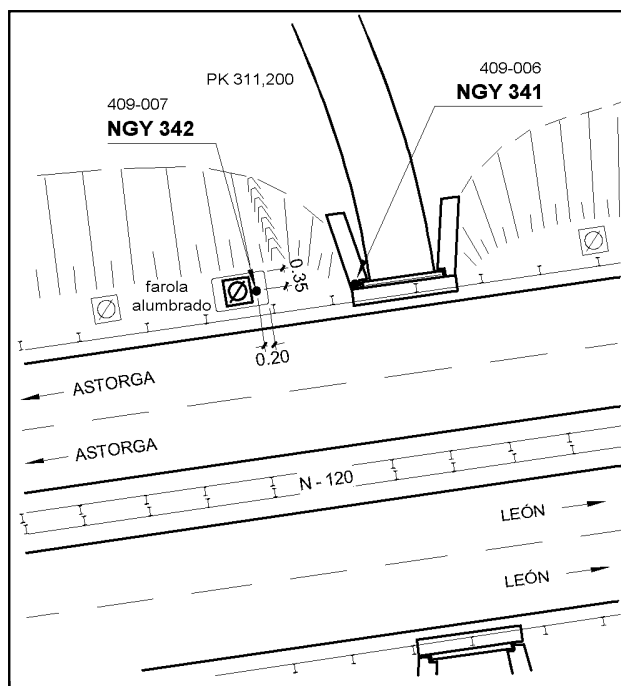 PK 311,200
409-006
NGY 341
409-007
NGY 342
farola
alumbrado
0.35
0.20
ASTORGA
ASTORGA
N - 120
LEÓN
LEÓN